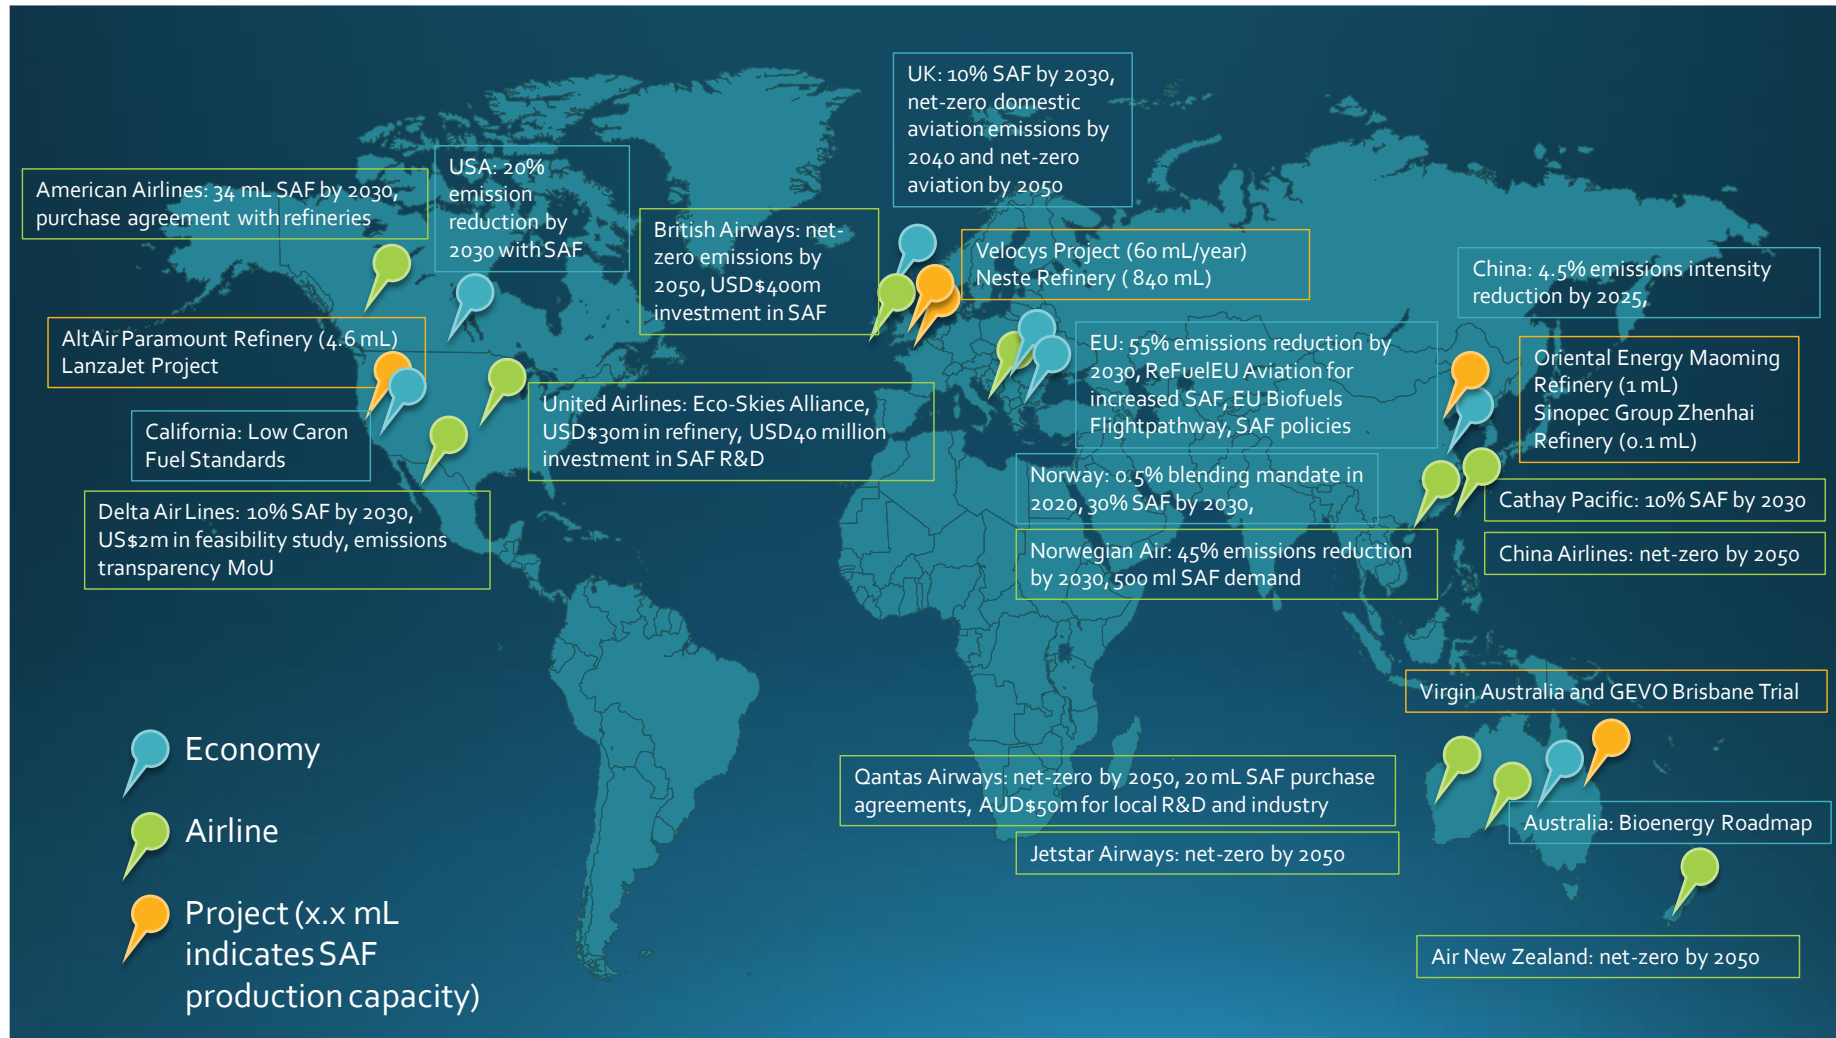 UK: 10% SAF by 2030,
net-zero domestic
aviation emissions by
2040 and net-zero
aviation by 2050
American Airlines: 34 mL SAF by 2030,
purchase agreement with refineries
USA: 20%
emission
reduction by
2030 with SAF
British Airways: net-
zero emissions by
2050, USD$400m
investment in SAF
Velocys Project (60 mL/year)
Neste Refinery ( 840 mL)
China: 4.5% emissions intensity
reduction by 2025,
AltAir Paramount Refinery (4.6 mL)
LanzaJet Project
EU: 55% emissions reduction by
2030, ReFuelEU Aviation for
increased SAF, EU Biofuels
Flightpathway, SAF policies
Oriental Energy Maoming
Refinery (1 mL)
Sinopec Group Zhenhai
Refinery (0.1 mL)
California: Low Caron
Fuel Standards
United Airlines: Eco-Skies Alliance,
USD$30m in refinery, USD40 million
investment in SAF R&D
Norway: 0.5% blending mandate in
2020, 30% SAF by 2030,
Cathay Pacific: 10% SAF by 2030
Delta Air Lines: 10% SAF by 2030,
US$2m in feasibility study, emissions
transparency MoU
Norwegian Air: 45% emissions reduction
by 2030, 500 ml SAF demand
China Airlines: net-zero by 2050
Virgin Australia and GEVO Brisbane Trial
Qantas Airways: net-zero by 2050, 20 mL SAF purchase
agreements, AUD$50m for local R&D and industry
Australia: Bioenergy Roadmap
Jetstar Airways: net-zero by 2050
Air New Zealand: net-zero by 2050
Economy
Airline
Project (x.x mL
indicates SAF
production capacity)